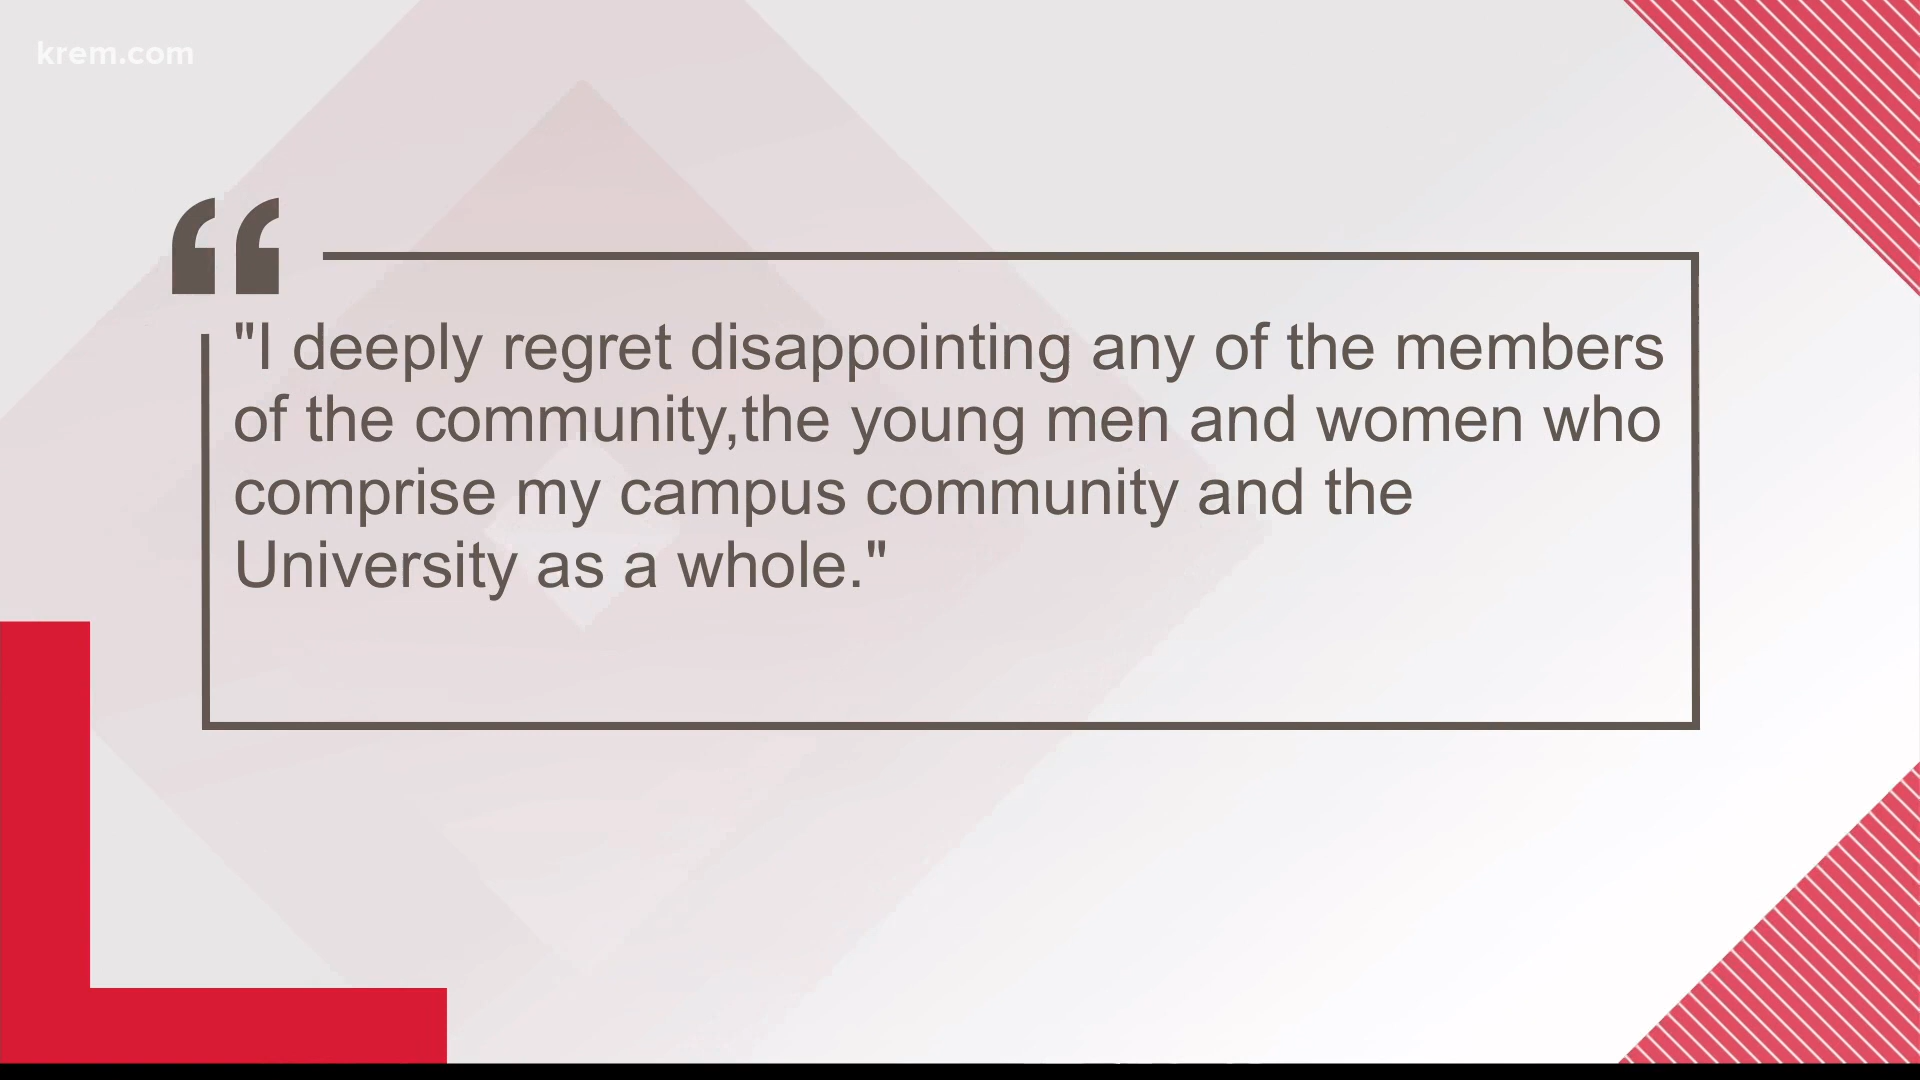 krem.com
"I deeply regret disappointing any of the members
of the community,the young men and women who
comprise my campus community and the
University as a whole."